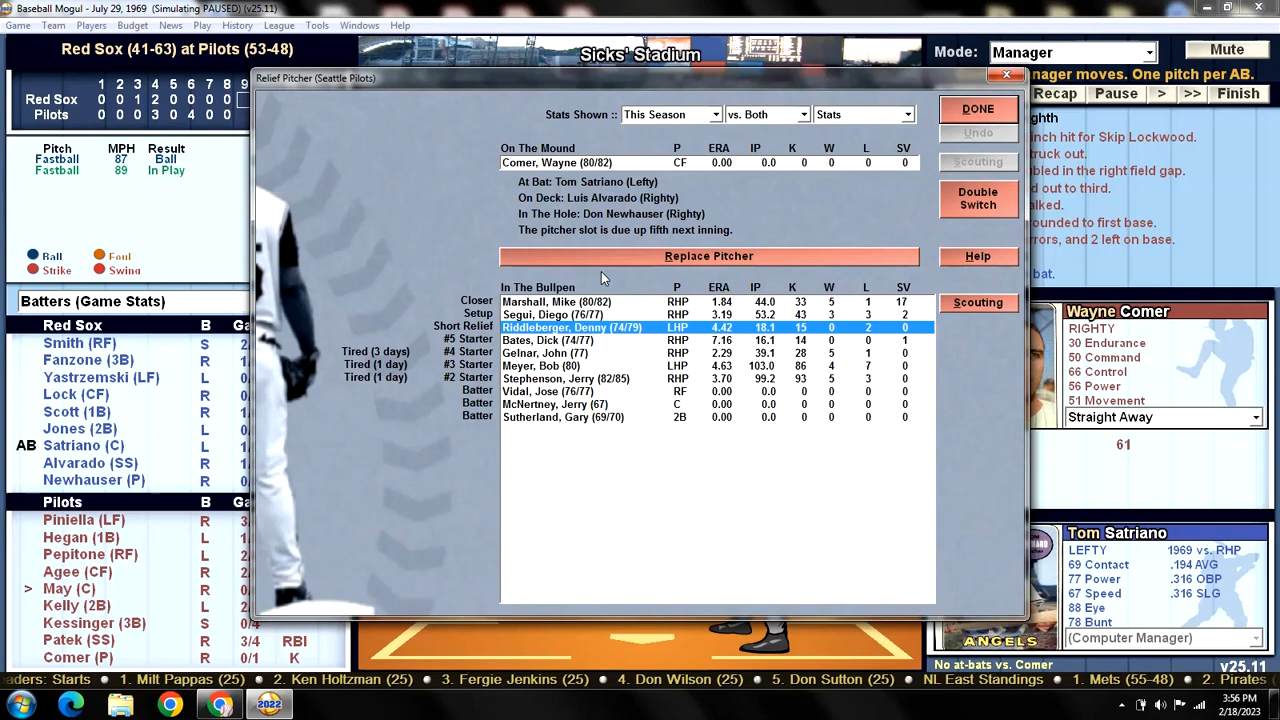 Baseball Mogul - July 29, 1969 (Simulating PAUSED) (v25.11)
Game Team Players Budget News Play History League Tools Windows Help
Red Sox (41-63) at Pilots (53-48)
Sicks' Stadium
Mode: Manager
Mute
nager moves. One pitch per AB.
Recap Pause > >> Finish
1 2 3 4 5 6 7 8 9
Red Sox 0 0 1 2 0 0 0 0
Pilots 0 0 0 3 0 4 0 0
Pitch MPH Result
Fastball 87 Ball
Fastball 89 In Play
Ball Foul
Strike Swing
Batters (Game Stats)
Red Sox B Ga
Smith (RF) S 2
Fanzone (3B) R
Yastrzemski (LF) L
Lock (CF) R
Scott (1B) R
Jones (2B) L
AB Satriano (C) L
Alvarado (SS) R
Newhauser (P) R
Pilots B Ga
Piniella (LF) R
Hegan (1B) L
Pepitone (RF) L
Agee (CF) R
> May (C) R
Kelly (2B) L
Kessinger (3B) S 0/4
Patek (SS) R 3/4 RBI
Comer (P) R 0/1 K
Relief Pitcher (Seattle Pilots)
Stats Shown :: This Season vs. Both Stats
DONE
Undo
Scouting
Double Switch
Help
Scouting
On The Mound P ERA IP K W L SV
Comer, Wayne (80/82) CF 0.00 0.0 0 0 0 0
At Bat: Tom Satriano (Lefty)
On Deck: Luis Alvarado (Righty)
In The Hole: Don Newhauser (Righty)
The pitcher slot is due up fifth next inning.
Replace Pitcher
In The Bullpen P ERA IP K W L SV
Closer Marshall, Mike (80/82) RHP 1.84 44.0 33 5 1 17
Setup Segui, Diego (76/77) RHP 3.19 53.2 43 3 3 2
Short Relief Riddleberger, Denny (74/79) LHP 4.42 18.1 15 0 2 0
#5 Starter Bates, Dick (74/77) RHP 7.16 16.1 14 0 0 1
Tired (3 days) #4 Starter Gelnar, John (77) RHP 2.29 39.1 28 5 1 0
Tired (1 day) #3 Starter Meyer, Bob (80) LHP 4.63 103.0 86 4 7 0
Tired (1 day) #2 Starter Stephenson, Jerry (82/85) RHP 3.70 99.2 93 5 3 0
Batter Vidal, Jose (76/77) RF 0.00 0.0 0 0 0 0
Batter McNertney, Jerry (67) C 0.00 0.0 0 0 0 0
Batter Sutherland, Gary (69/70) 2B 0.00 0.0 0 0 0 0
hth
inch hit for Skip Lockwood.
truck out.
bled in the right field gap.
d out to third.
alked.
rounded to first base.
rrors, and 2 left on base.
bat.
Wayne Comer
RIGHTY
30 Endurance
50 Command
66 Control
56 Power
51 Movement
Straight Away
61
Tom Satriano
LEFTY 1969 vs. RHP
69 Contact .194 AVG
77 Power .316 OBP
67 Speed .316 SLG
88 Eye
78 Bunt
(Computer Manager)
ANGELS
No at-bats vs. Comer
v25.11
aders: Starts 1. Milt Pappas (25) 2. Ken Holtzman (25) 3. Fergie Jenkins (25) 4. Don Wilson (25) 5. Don Sutton (25) NL East Standings 1. Mets (55-48) 2. Pirates
2022
3:56 PM
2/18/2023